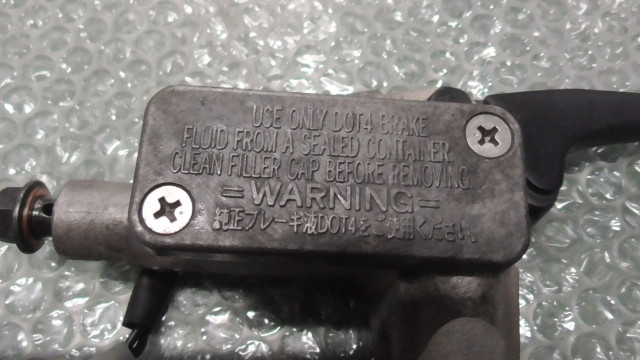 USE ONLY DOT4 BRAKE
FLUID FROM A SEALED CONTAINER
CLEAN FILLER CAP BEFORE REMOVING.
=WARNING=
純正ブレーキ液DOT4をご使用ください。